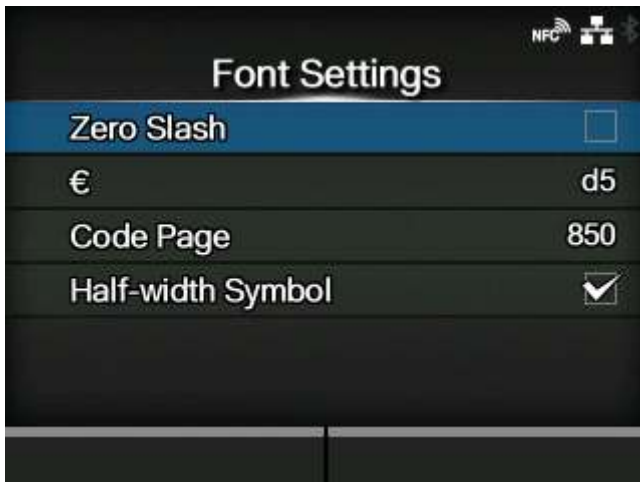 NFC
Font Settings
Zero Slash
€ d5
Code Page 850
Half-width Symbol